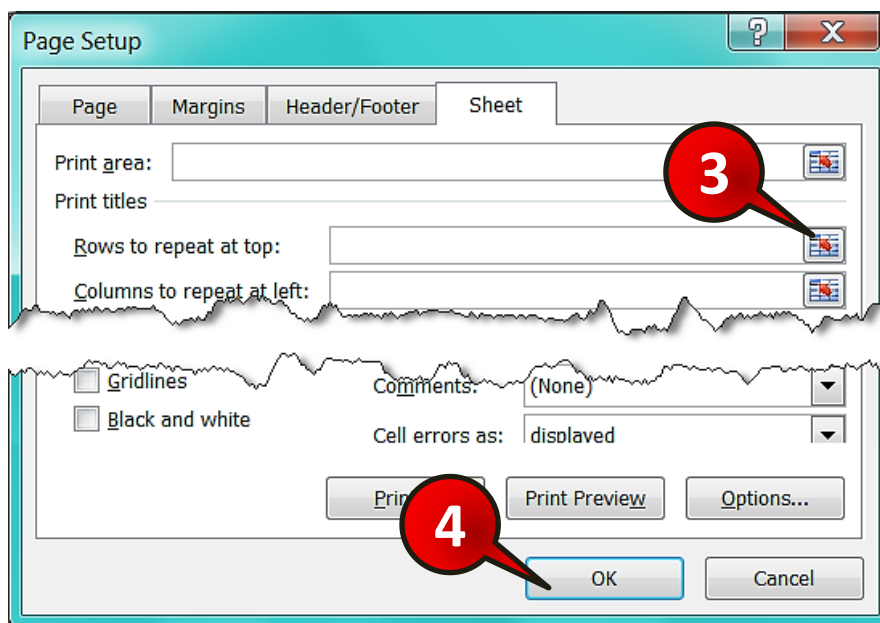 Page Setup
Page Margins Header/Footer Sheet
Print area:
3
Print titles
Rows to repeat at top:
Columns to repeat at left:
Gridlines
Comments: (None)
Black and white
Cell errors as: displayed
Print Preview Options...
4
OK Cancel